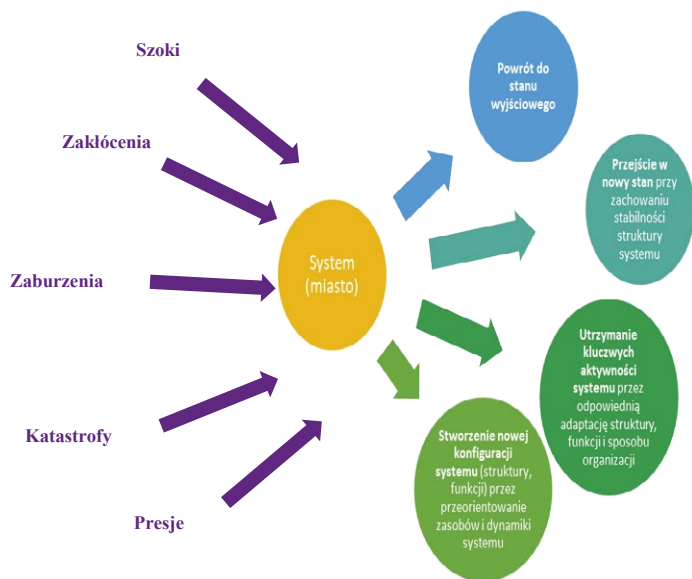 Szoki
Zakłócenia
Zaburzenia
Katastrofy
Presje
System
(miasto)
Powrót do
stanu
wyjściowego
Przejście w
nowy stan przy
zachowaniu
stabilności
struktury
systemu
Utrzymanie
kluczowych
aktywności
systemu przez
odpowiednią
adaptację struktury,
funkcji i sposobu
organizacji
Stworzenie nowej
konfiguracji
systemu (struktury,
funkcji) przez
przeorientowanie
zasobów i dynamiki
systemu